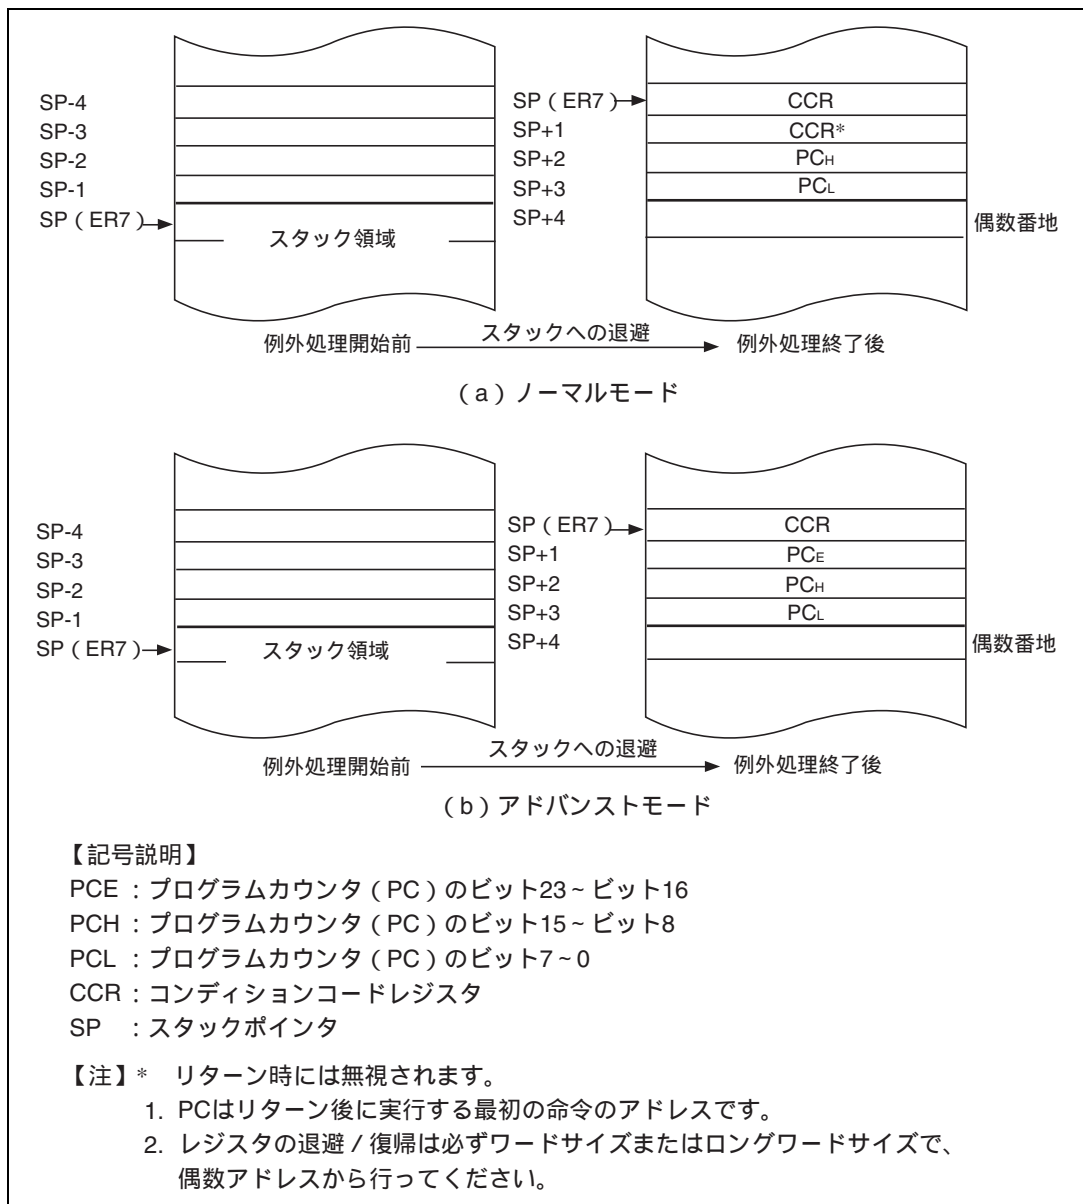 SP-4
SP-3
SP-2
SP-1
SP（ER7）
スタック領域
SP（ER7）
SP+1
SP+2
SP+3
SP+4
CCR
CCR*
PCH
PCL
偶数番地
例外処理開始前
スタックへの退避
例外処理終了後
（a）ノーマルモード
SP-4
SP-3
SP-2
SP-1
SP（ER7）
スタック領域
SP（ER7）
SP+1
SP+2
SP+3
SP+4
CCR
PCE
PCH
PCL
偶数番地
例外処理開始前
スタックへの退避
例外処理終了後
（b）アドバンストモード
【記号説明】
PCE ：プログラムカウンタ（PC）のビット23~ビット16
PCH ：プログラムカウンタ（PC）のビット15~ビット8
PCL ：プログラムカウンタ（PC）のビット7~0
CCR ：コンディションコードレジスタ
SP ：スタックポインタ
【注】* リターン時には無視されます。
1. PCはリターン後に実行する最初の命令のアドレスです。
2. レジスタの退避 / 復帰は必ずワードサイズまたはロングワードサイズで、
偶数アドレスから行ってください。